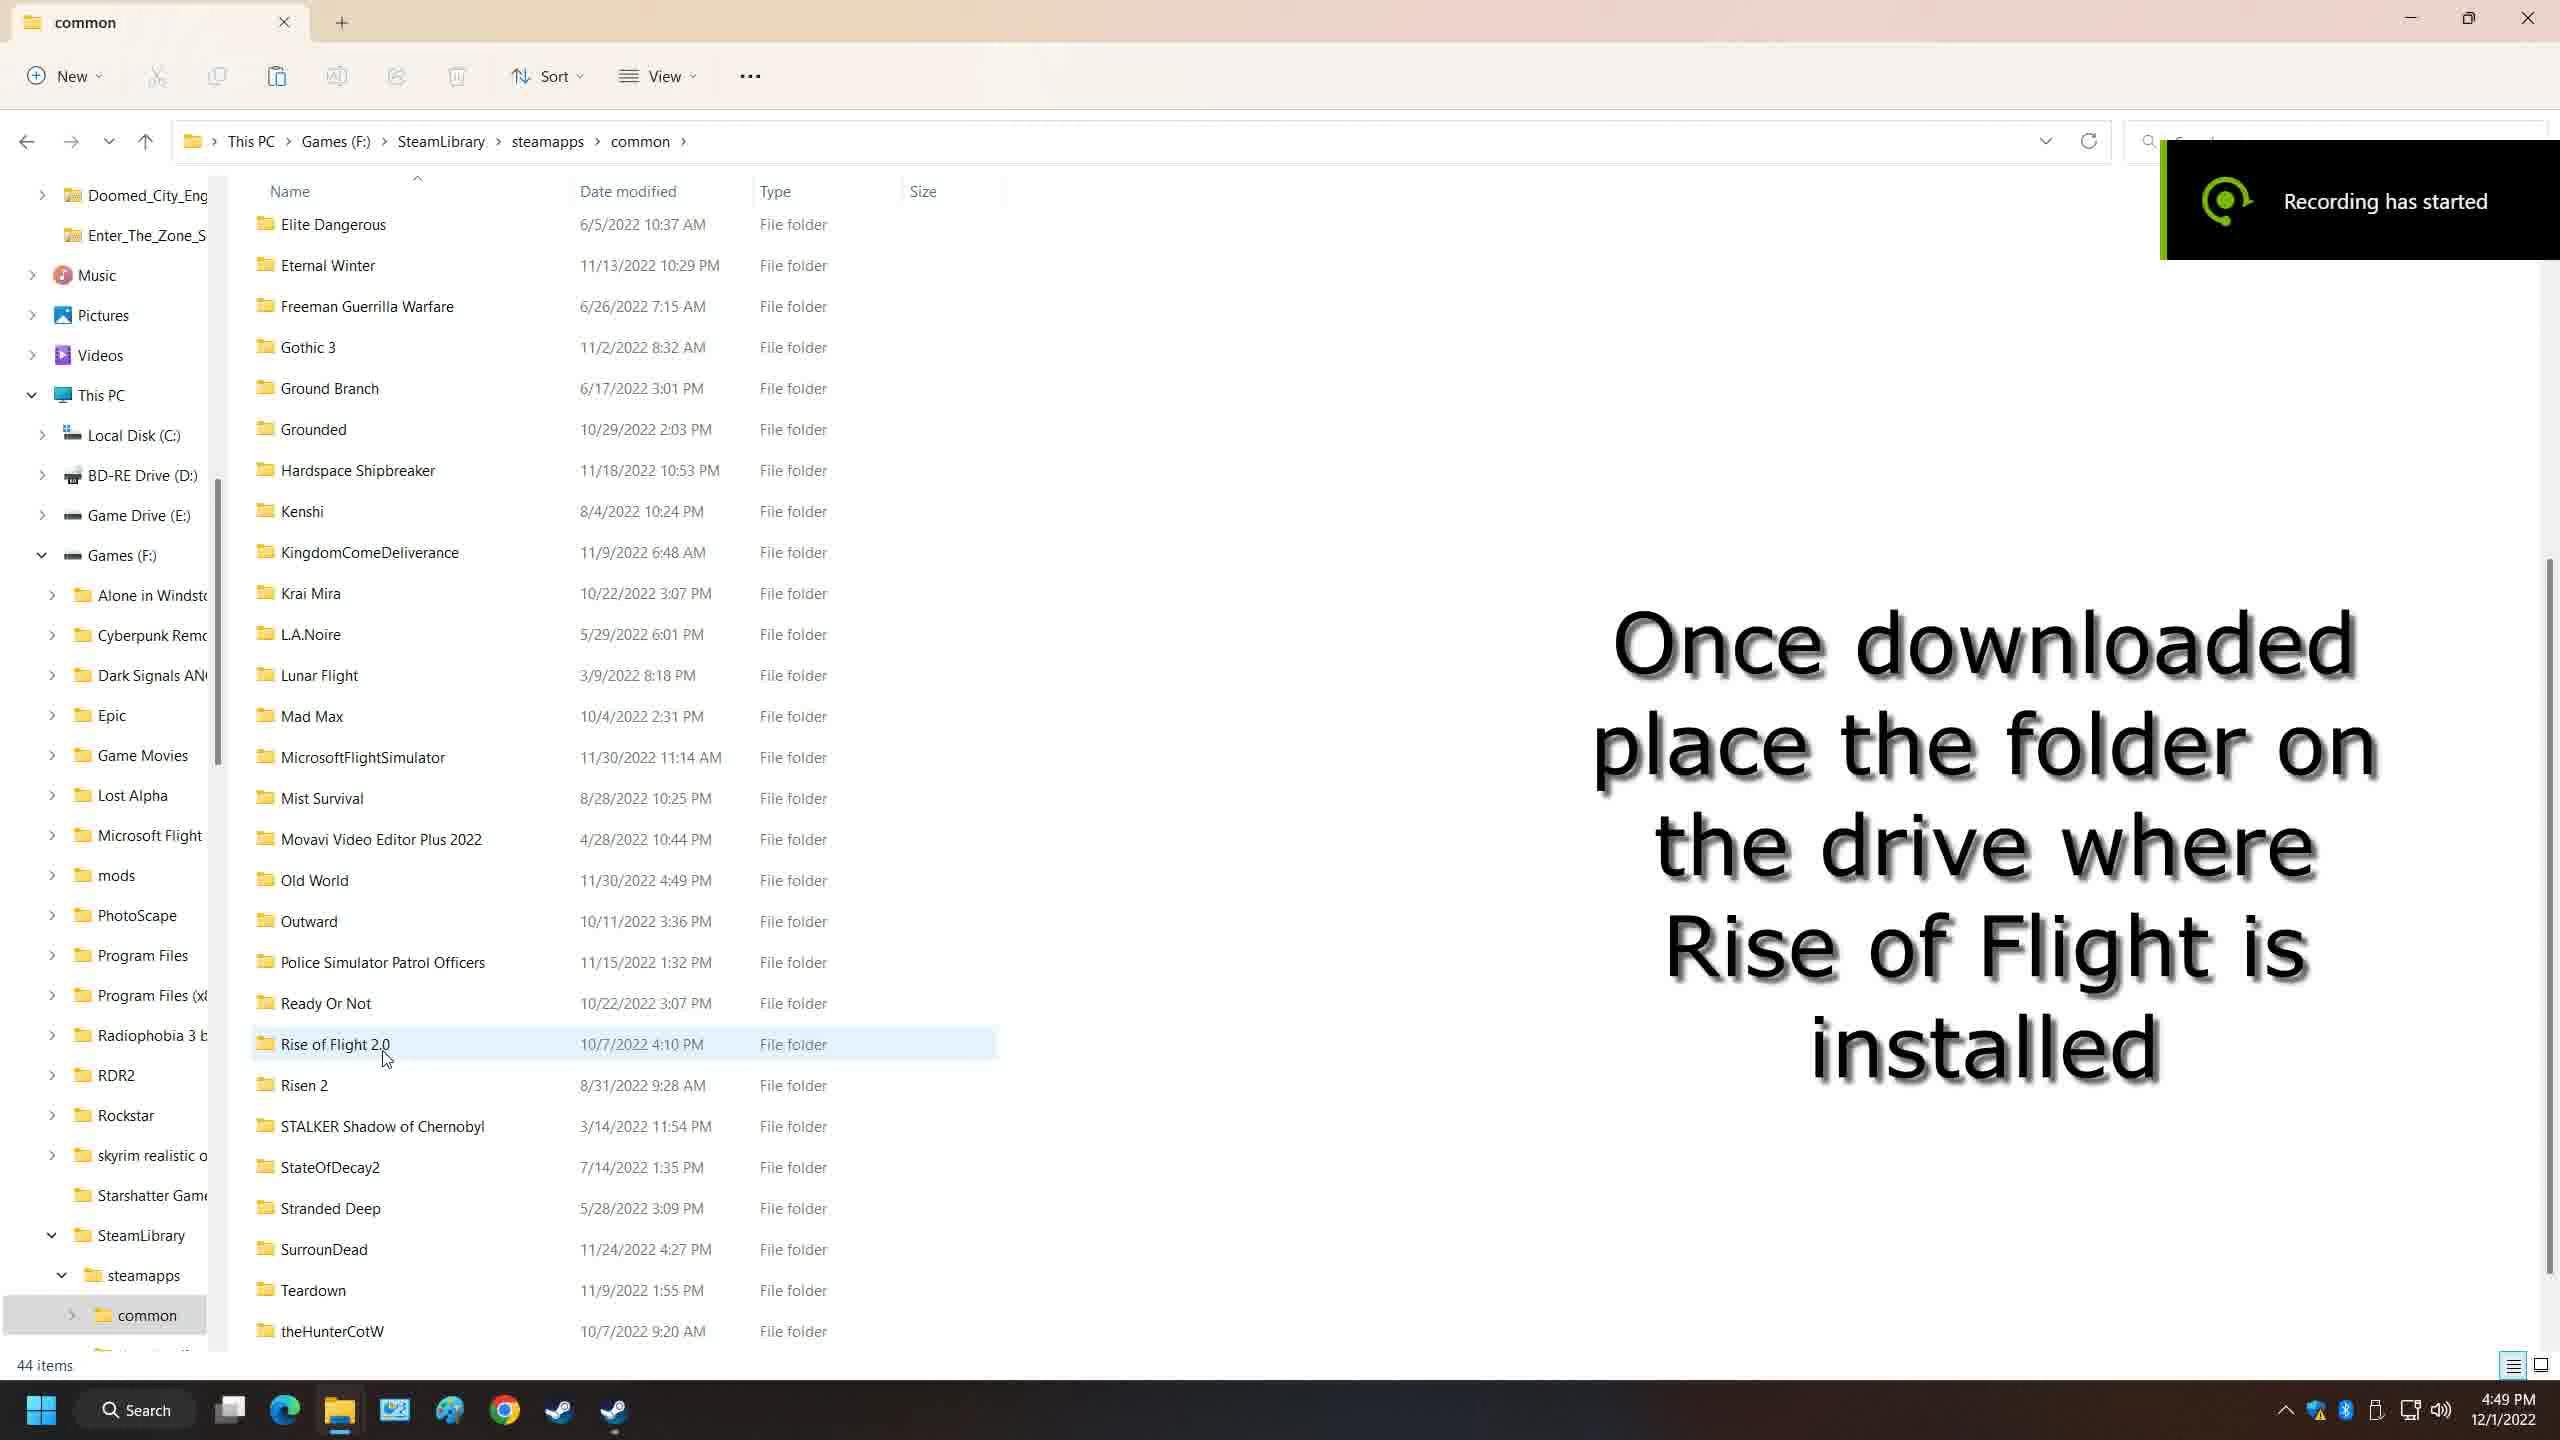 common
New
Sort
View
This PC
Games (F:)
SteamLibrary
steamapps
common
Recording has started
Doomed_City_Eng
Enter_The_Zone_S
Music
Pictures
Videos
This PC
Local Disk (C:)
BD-RE Drive (D:)
Game Drive (E:)
Games (F:)
Alone in Windsto
Cyberpunk Remo
Dark Signals AN
Epic
Game Movies
Lost Alpha
Microsoft Flight
mods
PhotoScape
Program Files
Program Files (x8
Radiophobia 3 b
RDR2
Rockstar
skyrim realistic o
Starshatter Game
SteamLibrary
steamapps
common
Name Date modified Type Size
Elite Dangerous 6/5/2022 10:37 AM File folder
Eternal Winter 11/13/2022 10:29 PM File folder
Freeman Guerrilla Warfare 6/26/2022 7:15 AM File folder
Gothic 3 11/2/2022 8:32 AM File folder
Ground Branch 6/17/2022 3:01 PM File folder
Grounded 10/29/2022 2:03 PM File folder
Hardspace Shipbreaker 11/18/2022 10:53 PM File folder
Kenshi 8/4/2022 10:24 PM File folder
KingdomComeDeliverance 11/9/2022 6:48 AM File folder
Krai Mira 10/22/2022 3:07 PM File folder
L.A.Noire 5/29/2022 6:01 PM File folder
Lunar Flight 3/9/2022 8:18 PM File folder
Mad Max 10/4/2022 2:31 PM File folder
MicrosoftFlightSimulator 11/30/2022 11:14 AM File folder
Mist Survival 8/28/2022 10:25 PM File folder
Movavi Video Editor Plus 2022 4/28/2022 10:44 PM File folder
Old World 11/30/2022 4:49 PM File folder
Outward 10/11/2022 3:36 PM File folder
Police Simulator Patrol Officers 11/15/2022 1:32 PM File folder
Ready Or Not 10/22/2022 3:07 PM File folder
Rise of Flight 2.0 10/7/2022 4:10 PM File folder
Risen 2 8/31/2022 9:28 AM File folder
STALKER Shadow of Chernobyl 3/14/2022 11:54 PM File folder
StateOfDecay2 7/14/2022 1:35 PM File folder
Stranded Deep 5/28/2022 3:09 PM File folder
SurrounDead 11/24/2022 4:27 PM File folder
Teardown 11/9/2022 1:55 PM File folder
theHunterCotW 10/7/2022 9:20 AM File folder
Once downloaded
place the folder on
the drive where
Rise of Flight is
installed
44 items
Search
4:49 PM
12/1/2022